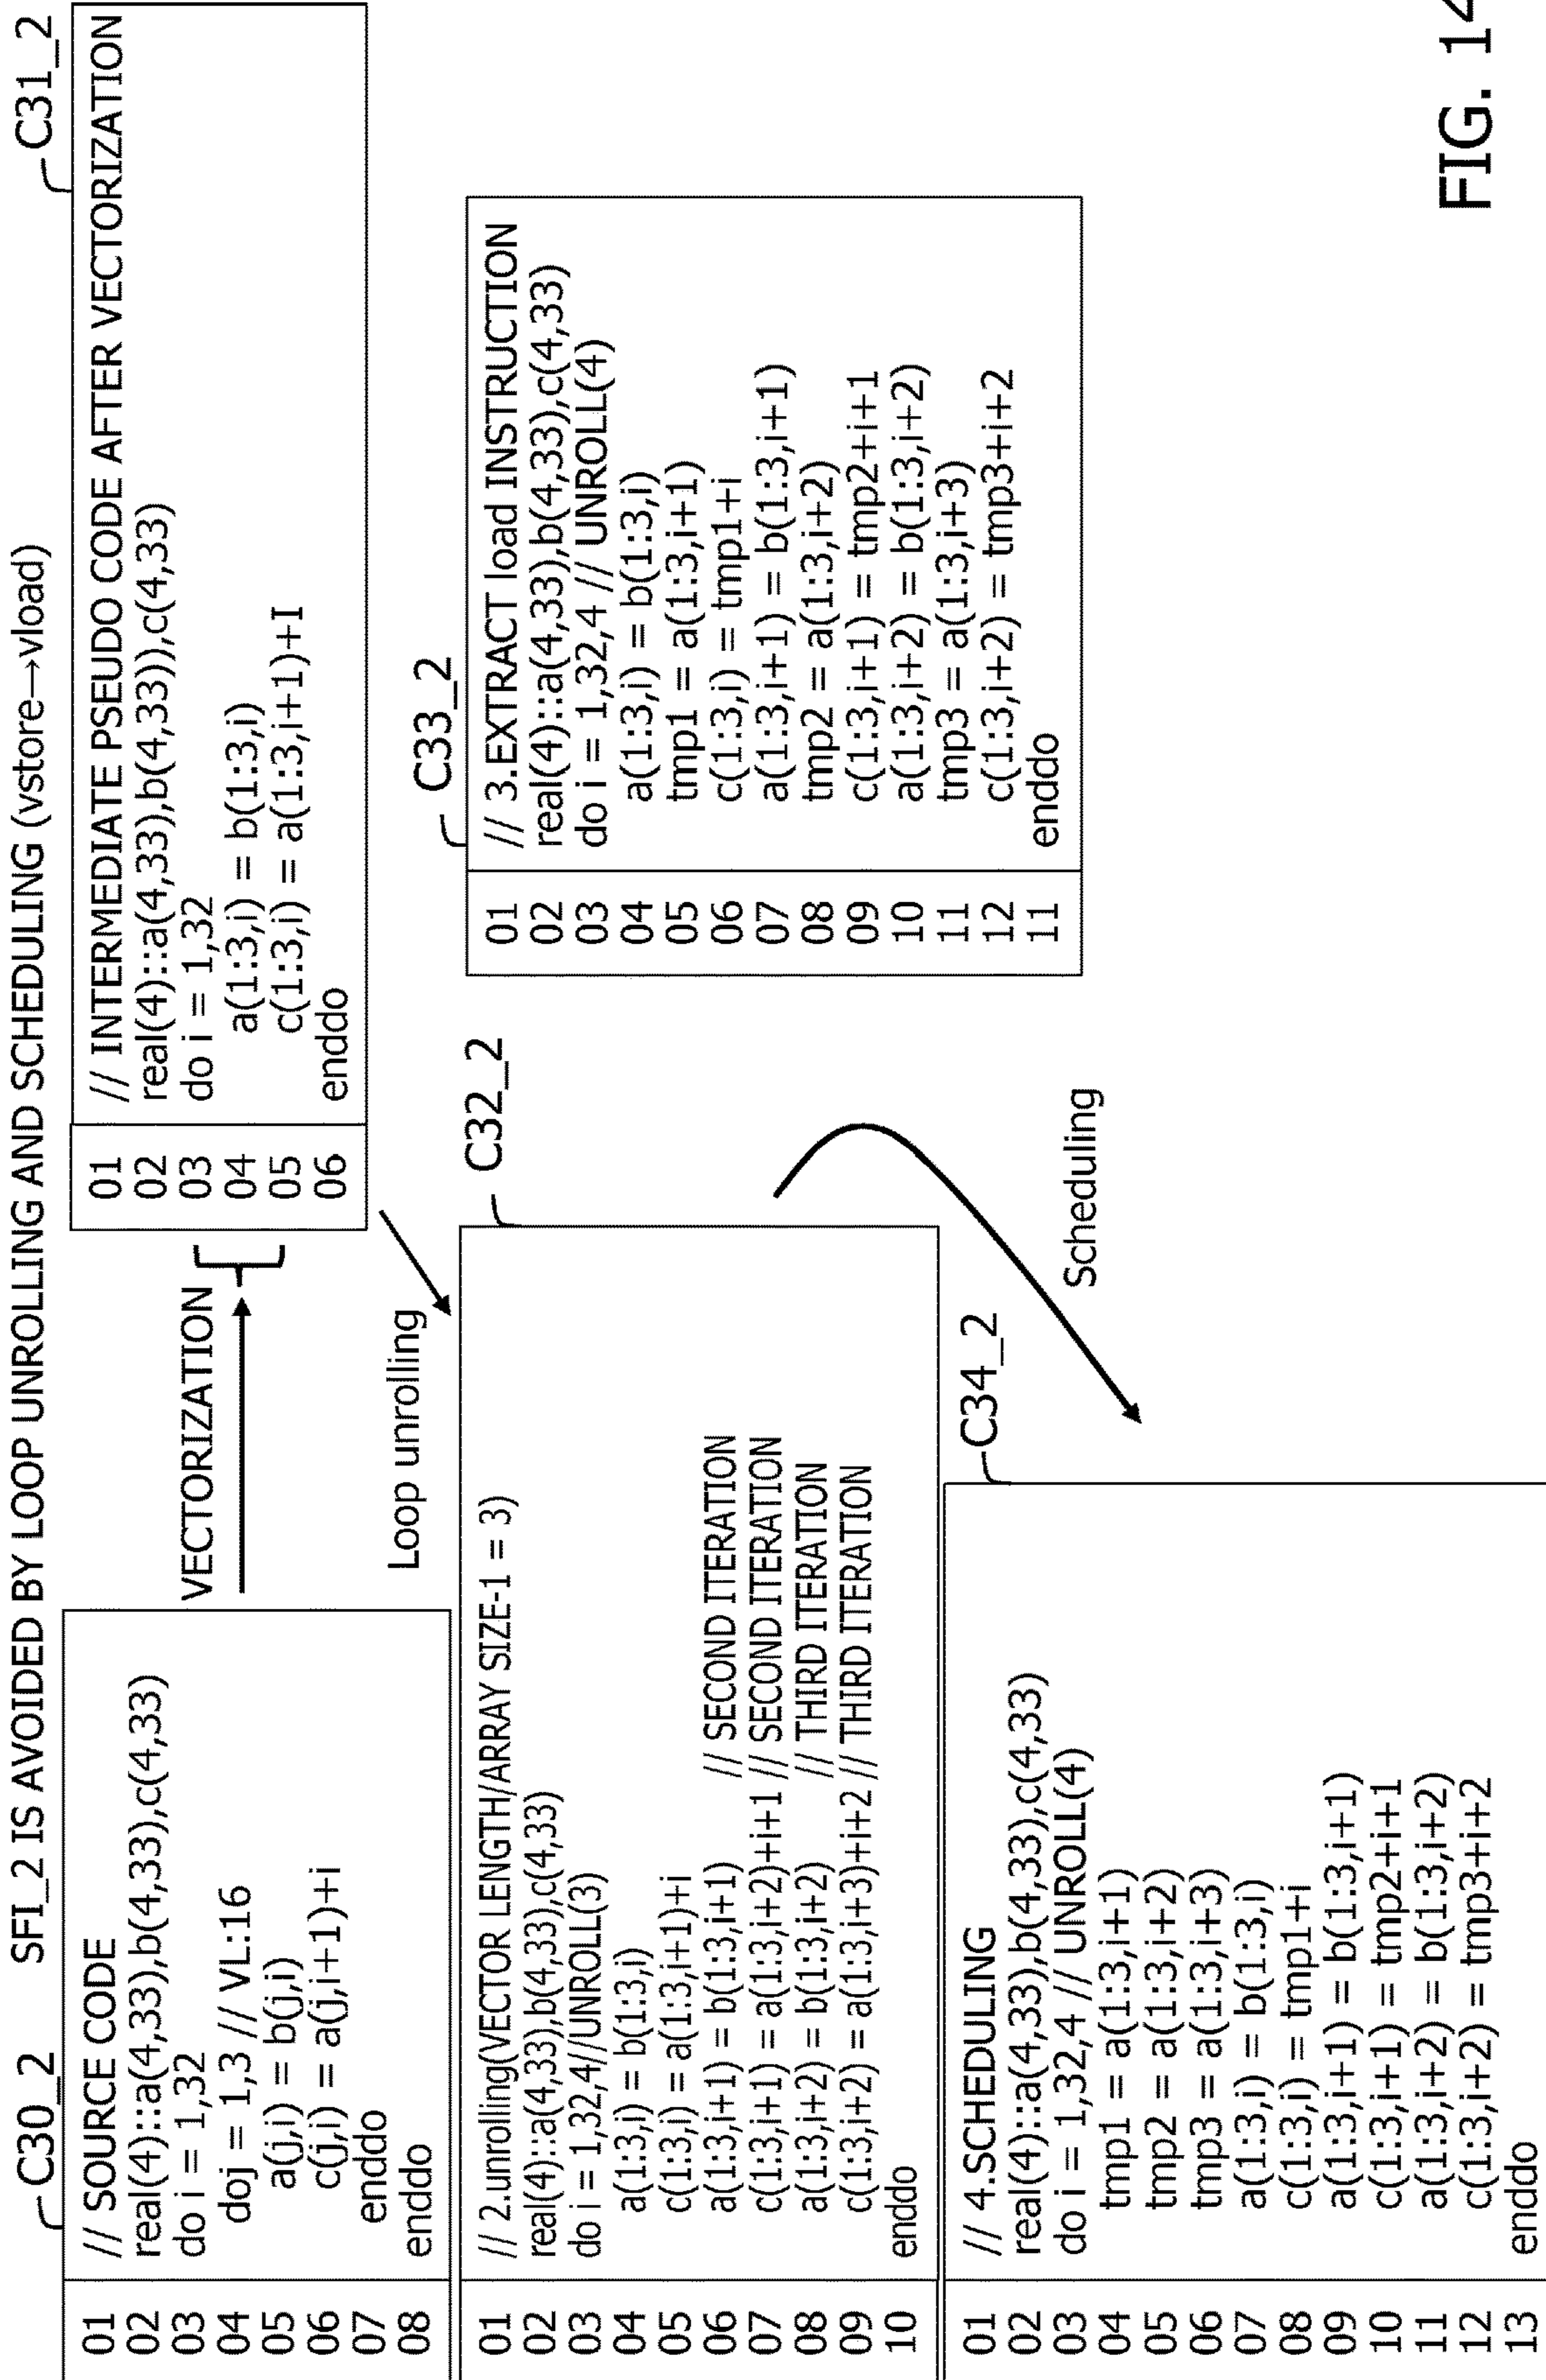 SFI_2 IS AVOIDED BY LOOP UNROLLING AND SCHEDULING (vstore→vload)
C30_2
01 // SOURCE CODE
02 real(4)::a(4,33),b(4,33),c(4,33)
03 do i = 1,32
04 doj = 1,3 // VL:16
05 a(j,i) = b(j,i)
06 c(j,i) = a(j,i+1)+i
07 enddo
08 enddo
VECTORIZATION
C31_2
01 // INTERMEDIATE PSEUDO CODE AFTER VECTORIZATION
02 real(4)::a(4,33),b(4,33)),c(4,33)
03 do i = 1,32
04 a(1:3,i) = b(1:3,i)
05 c(1:3,i) = a(1:3,i+1)+I
06 enddo
Loop unrolling
C32_2
01 // 2.unrolling(VECTOR LENGTH/ARRAY SIZE-1 = 3)
02 real(4)::a(4,33),b(4,33),c(4,33)
03 do i = 1,32,4//UNROLL(3)
04 a(1:3,i) = b(1:3,i)
05 c(1:3,i) = a(1:3,i+1)+i
06 a(1:3,i+1) = b(1:3,i+1) // SECOND ITERATION
07 c(1:3,i+1) = a(1:3,i+2)+i+1 // SECOND ITERATION
08 a(1:3,i+2) = b(1:3,i+2) // THIRD ITERATION
09 c(1:3,i+2) = a(1:3,i+3)+i+2 // THIRD ITERATION
10 enddo
C33_2
01 // 3.EXTRACT load INSTRUCTION
02 real(4)::a(4,33),b(4,33),c(4,33)
03 do i = 1,32,4 // UNROLL(4)
04 a(1:3,i) = b(1:3,i)
05 tmp1 = a(1:3,i+1)
06 c(1:3,i) = tmp1+i
07 a(1:3,i+1) = b(1:3,i+1)
08 tmp2 = a(1:3,i+2)
09 c(1:3,i+1) = tmp2+i+1
10 a(1:3,i+2) = b(1:3,i+2)
11 tmp3 = a(1:3,i+3)
12 c(1:3,i+2) = tmp3+i+2
11 enddo
Scheduling
C34_2
01 // 4.SCHEDULING
02 real(4)::a(4,33),b(4,33),c(4,33)
03 do i = 1,32,4 // UNROLL(4)
04 tmp1 = a(1:3,i+1)
05 tmp2 = a(1:3,i+2)
06 tmp3 = a(1:3,i+3)
07 a(1:3,i) = b(1:3,i)
08 c(1:3,i) = tmp1+i
09 a(1:3,i+1) = b(1:3,i+1)
10 c(1:3,i+1) = tmp2+i+1
11 a(1:3,i+2) = b(1:3,i+2)
12 c(1:3,i+2) = tmp3+i+2
13 enddo
FIG. 14